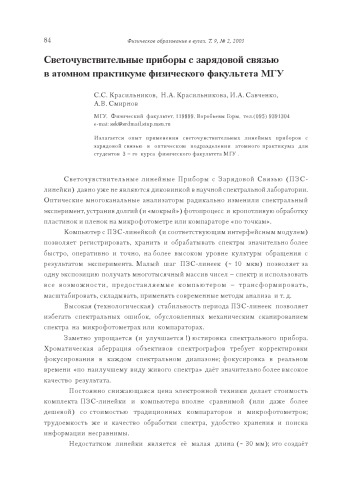 84 Физическое образование в вузах. Т. 9, № 2, 2003
Светочувствительные приборы с зарядовой связью
в атомном практикуме физического факультета МГУ
С.С. Красильников, Н.А. Красильникова, И.А. Савченко,
А.В. Смирнов
МГУ. Физический факультет. 119899. Воробьевы Горы. тел.(095)
e-mail:
Излагается опыт применения светочувствительных линейных приборов с
зарядовой связью в оптическом подразделении атомного практикума для
студентов 2 – го курса физического факультета МГУ.
Светочувствительные линейные Приборы с Зарядовой Связью (ПЗС-
линейки) давно уже не являются диковинкой в научной спектральной лаборатории.
Оптические многоканальные анализаторы радикально изменили спектральный
эксперимент, устранив долгий (и «мокрый») фотопроцесс и кропотливую обработку
пластинок и пленок на микрофотометре или компараторе «по точкам».
Компьютер с ПЗС-линейкой (и соответствующим интерфейсным модулем)
позволяет регистрировать, хранить и обрабатывать спектры значительно более
быстро, оперативно и точно, на более высоком уровне культуры обращения с
результатом эксперимента. Малый шаг ПЗС-линеек (~ 10 мкм) позволяет за
одну экспозицию получать многотысячный массив чисел – спектр и использовать
все возможности, предоставляемые компьютером – трансформировать,
масштабировать, складывать, применять современные методы анализа и т. д.
Высокая (технологическая) стабильность периода ПЗС-линеек позволяет
избегать спектральных ошибок, обусловленных механическим сканированием
спектра на микрофотометрах или компараторах.
Заметно упрощается (и улучшается !) юстировка спектрального прибора.
Хроматическая аберрация объективов спектрографов требует корректировки
фокусирования в каждом спектральном диапазоне; фокусировка в реальном
времени «по наилучшему виду живого спектра» даёт значительно более высокое
качество результата.
Постоянно снижающаяся цена электронной техники делает стоимость
комплекта ПЗС-линейки и компьютера вполне сравнимой (или даже более
дешевой) со стоимостью традиционных компараторов и микрофотометров;
трудоемкость же и качество обработки спектра, удобство хранения и поиска
информации несравнимы.
Недостатком линейки является её малая длина (~ 30 мм); это создаёт